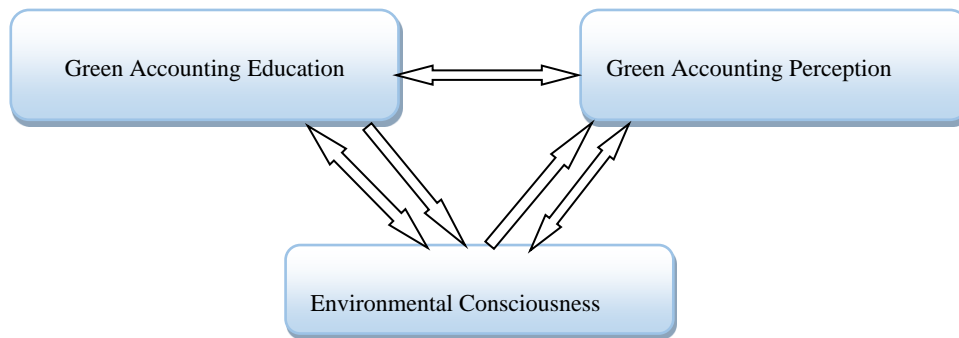 Green Accounting Education
Green Accounting Perception
Environmental Consciousness